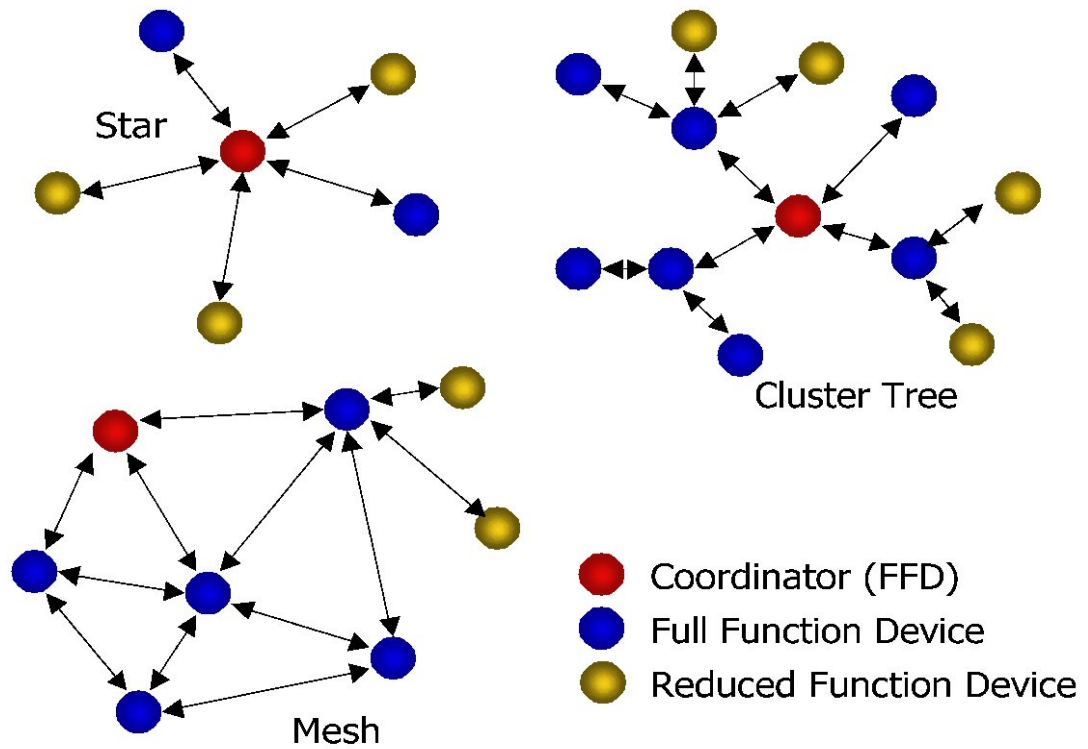 Star
Cluster Tree
Mesh
Coordinator (FFD)
Full Function Device
Reduced Function Device